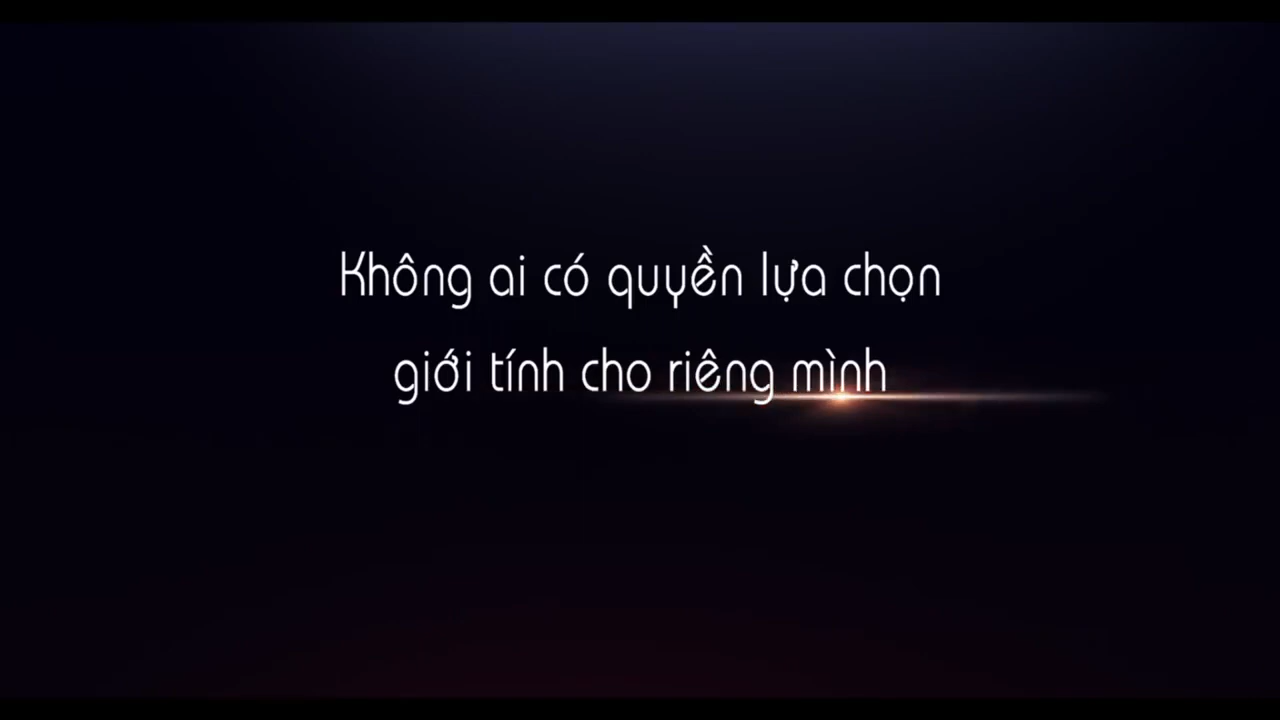 Không ai có quyền lựa chọn
giới tính cho riêng mình